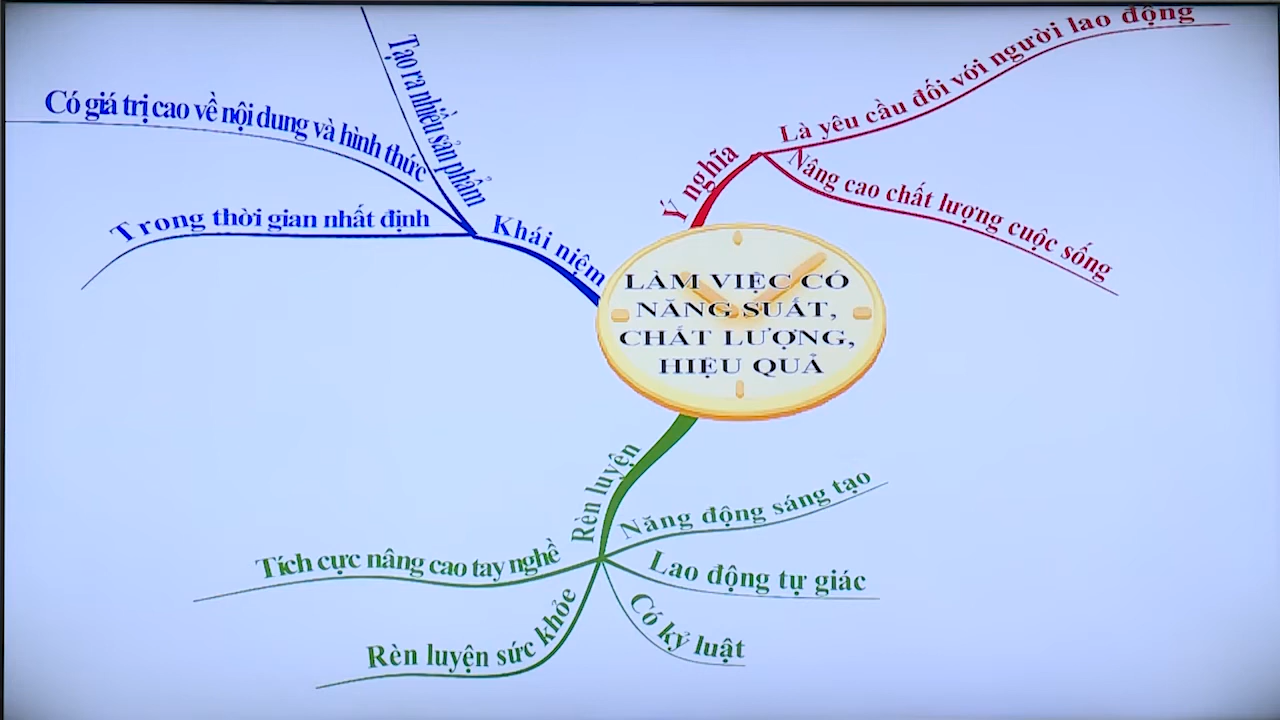 LÀM VIỆC CÓ
NĂNG SUẤT,
CHẤT LƯỢNG,
HIỆU QUẢ
Khái niệm
Tạo ra nhiều sản phẩm
Có giá trị cao về nội dung và hình thức
Trong thời gian nhất định
Ý nghĩa
Là yêu cầu đối với người lao động
Nâng cao chất lượng cuộc sống
Rèn luyện
Năng động sáng tạo
Lao động tự giác
Có kỷ luật
Rèn luyện sức khỏe
Tích cực nâng cao tay nghề